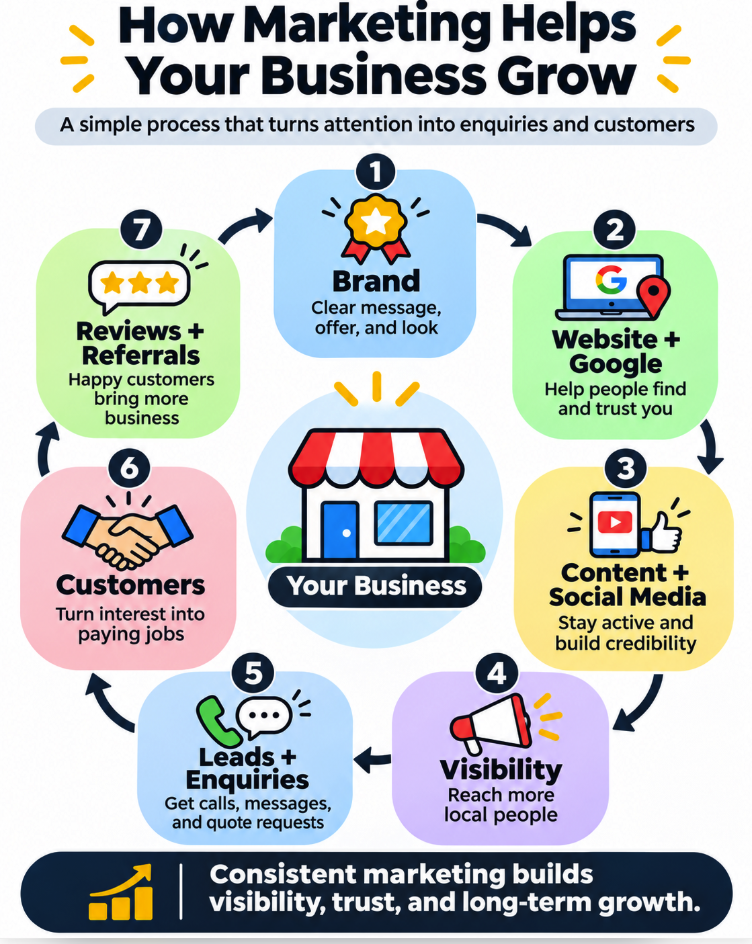 How Marketing Helps
Your Business Grow
A simple process that turns attention into enquiries and customers
1
Brand
Clear message,
offer, and look
2
G
Website +
Google
Help people find
and trust you
3
Content +
Social Media
Stay active and
build credibility
4
Visibility
Reach more
local people
5
Leads +
Enquiries
Get calls, messages,
and quote requests
6
Customers
Turn interest into
paying jobs
7
Reviews +
Referrals
Happy customers
bring more
business
Your Business
Consistent marketing builds
visibility, trust, and long-term growth.